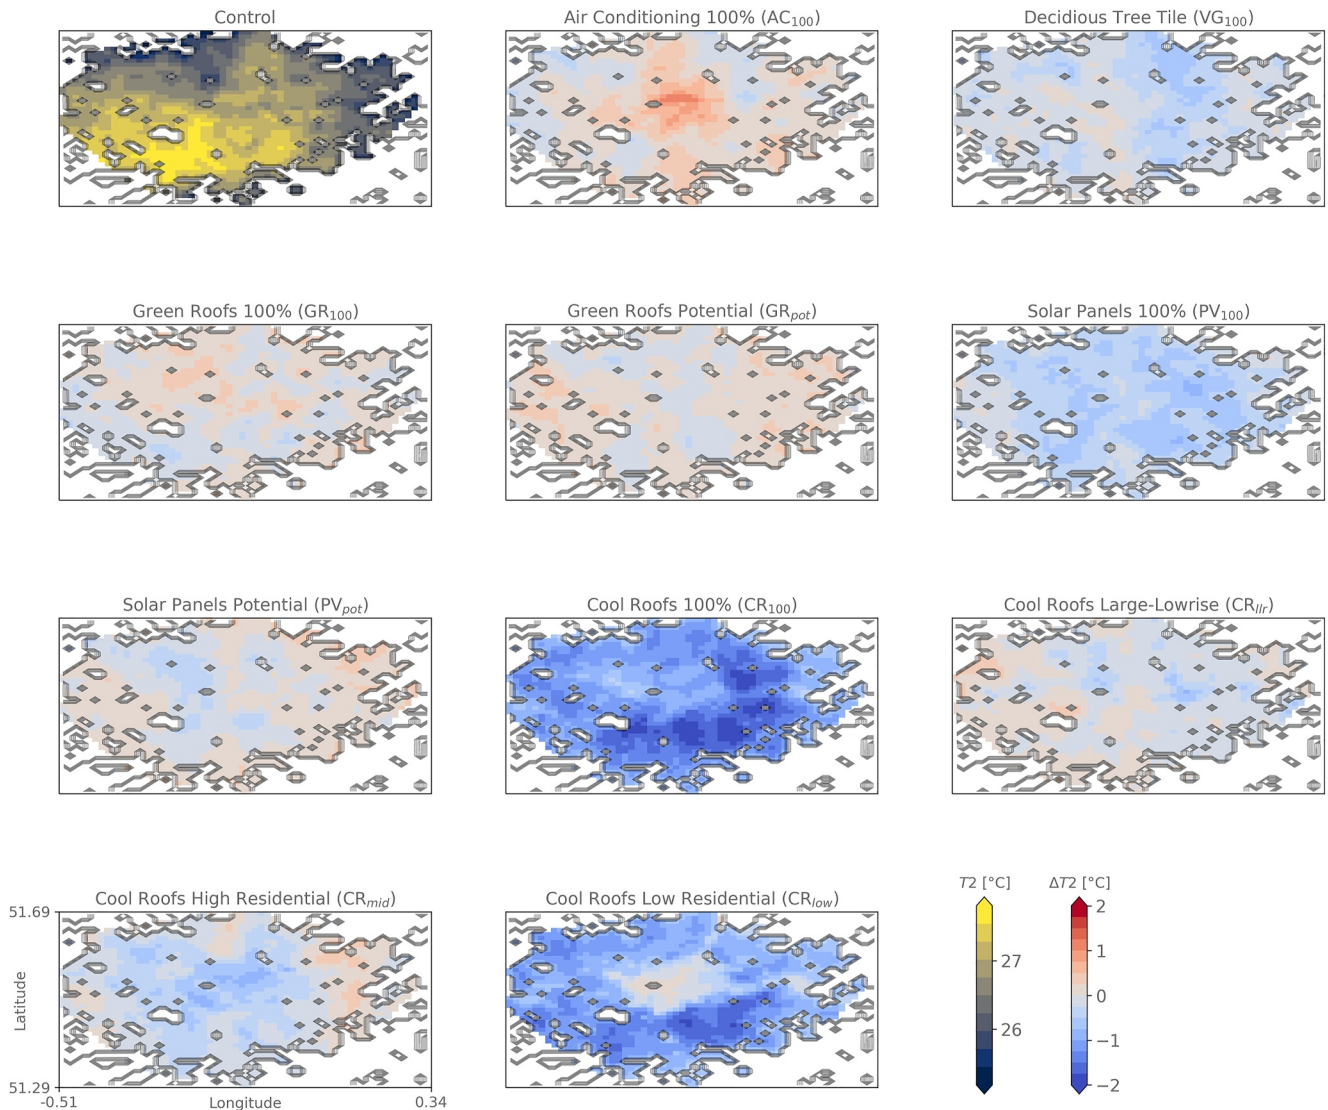 Control
Air Conditioning 100% (AC₁₀₀)
Decidious Tree Tile (VG₁₀₀)
Green Roofs 100% (GR₁₀₀)
Green Roofs Potential (GRpot)
Solar Panels 100% (PV₁₀₀)
Solar Panels Potential (PVpot)
Cool Roofs 100% (CR₁₀₀)
Cool Roofs Large-Lowrise (CRllr)
Cool Roofs High Residential (CRmid)
Cool Roofs Low Residential (CRlow)
51.69
Latitude
51.29
-0.51
Longitude
0.34
T2 [°C]
27
26
ΔT2 [°C]
2
1
0
−1
−2